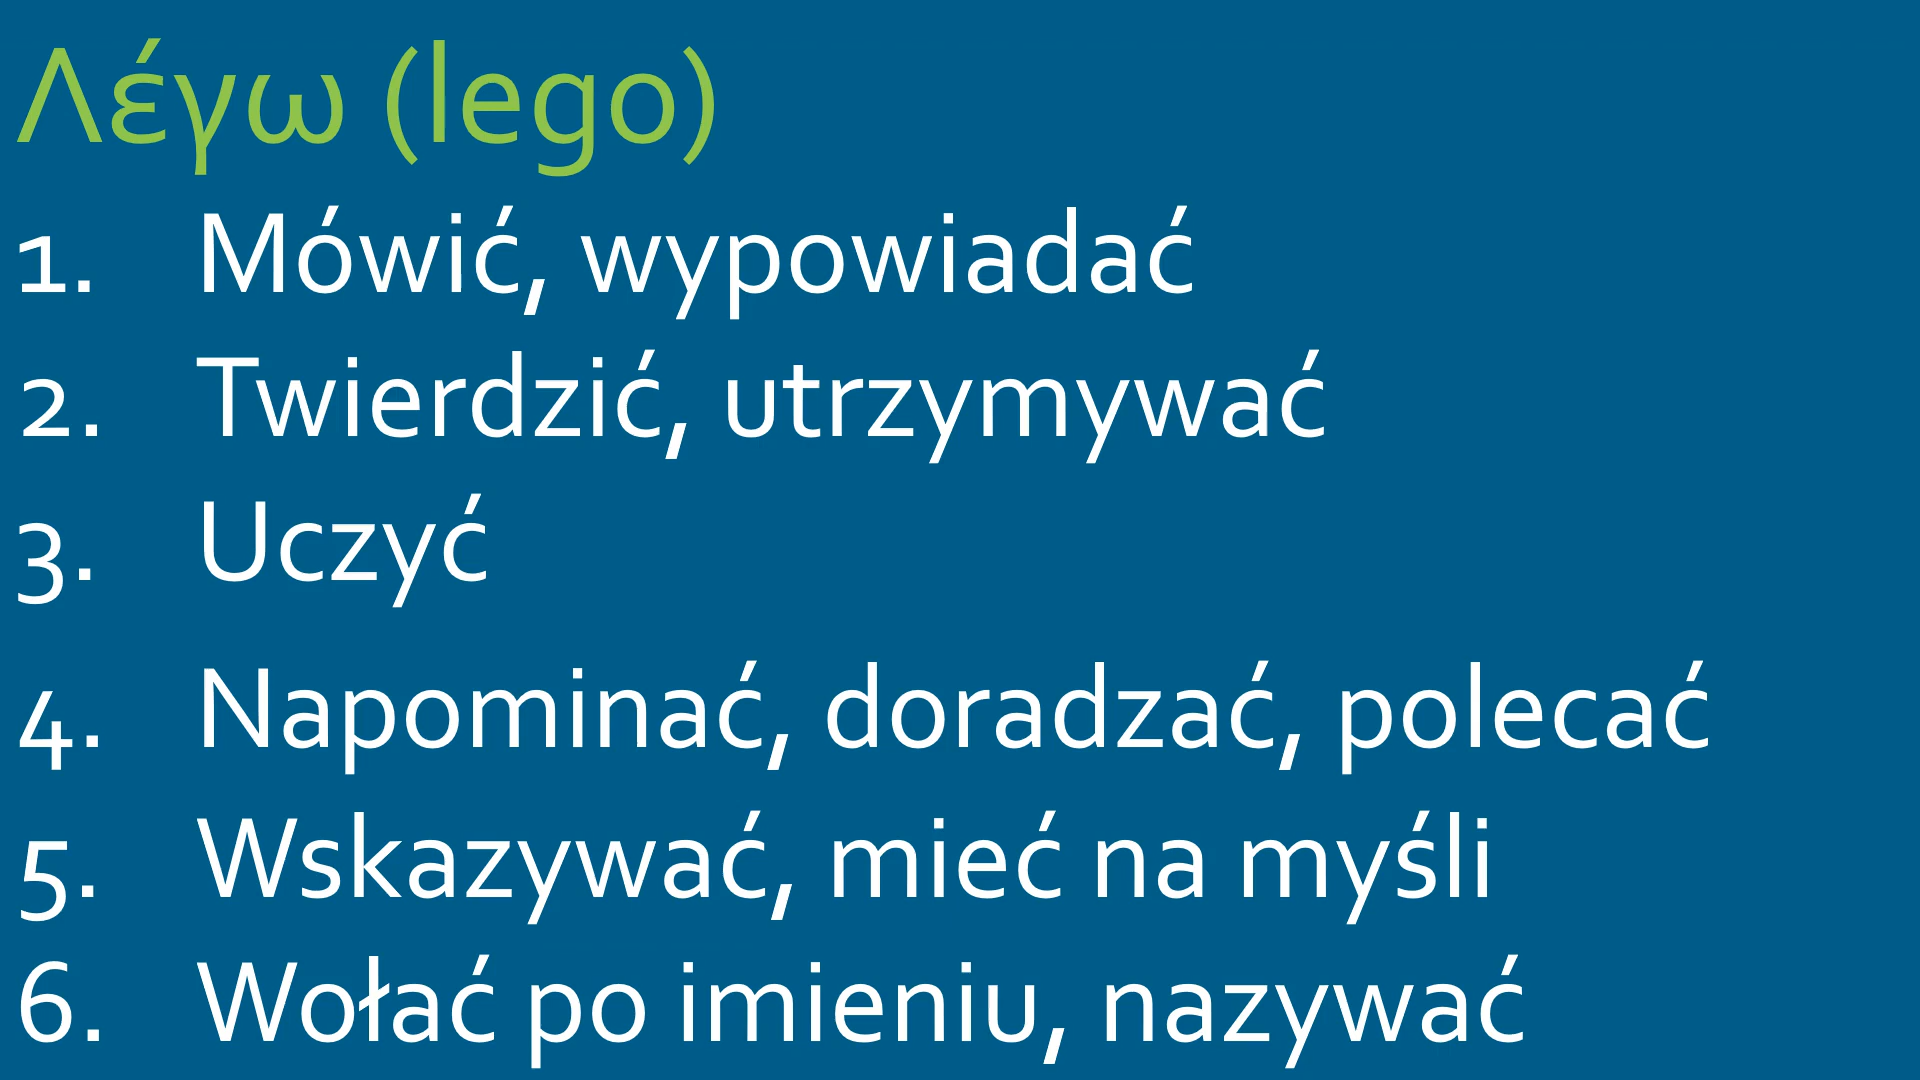 Λέγω (lego)
1. Mówić, wypowiadać
2. Twierdzić, utrzymywać
3. Uczyć
4. Napominać, doradzać, polecać
5. Wskazywać, mieć na myśli
6. Wołać po imieniu, nazywać